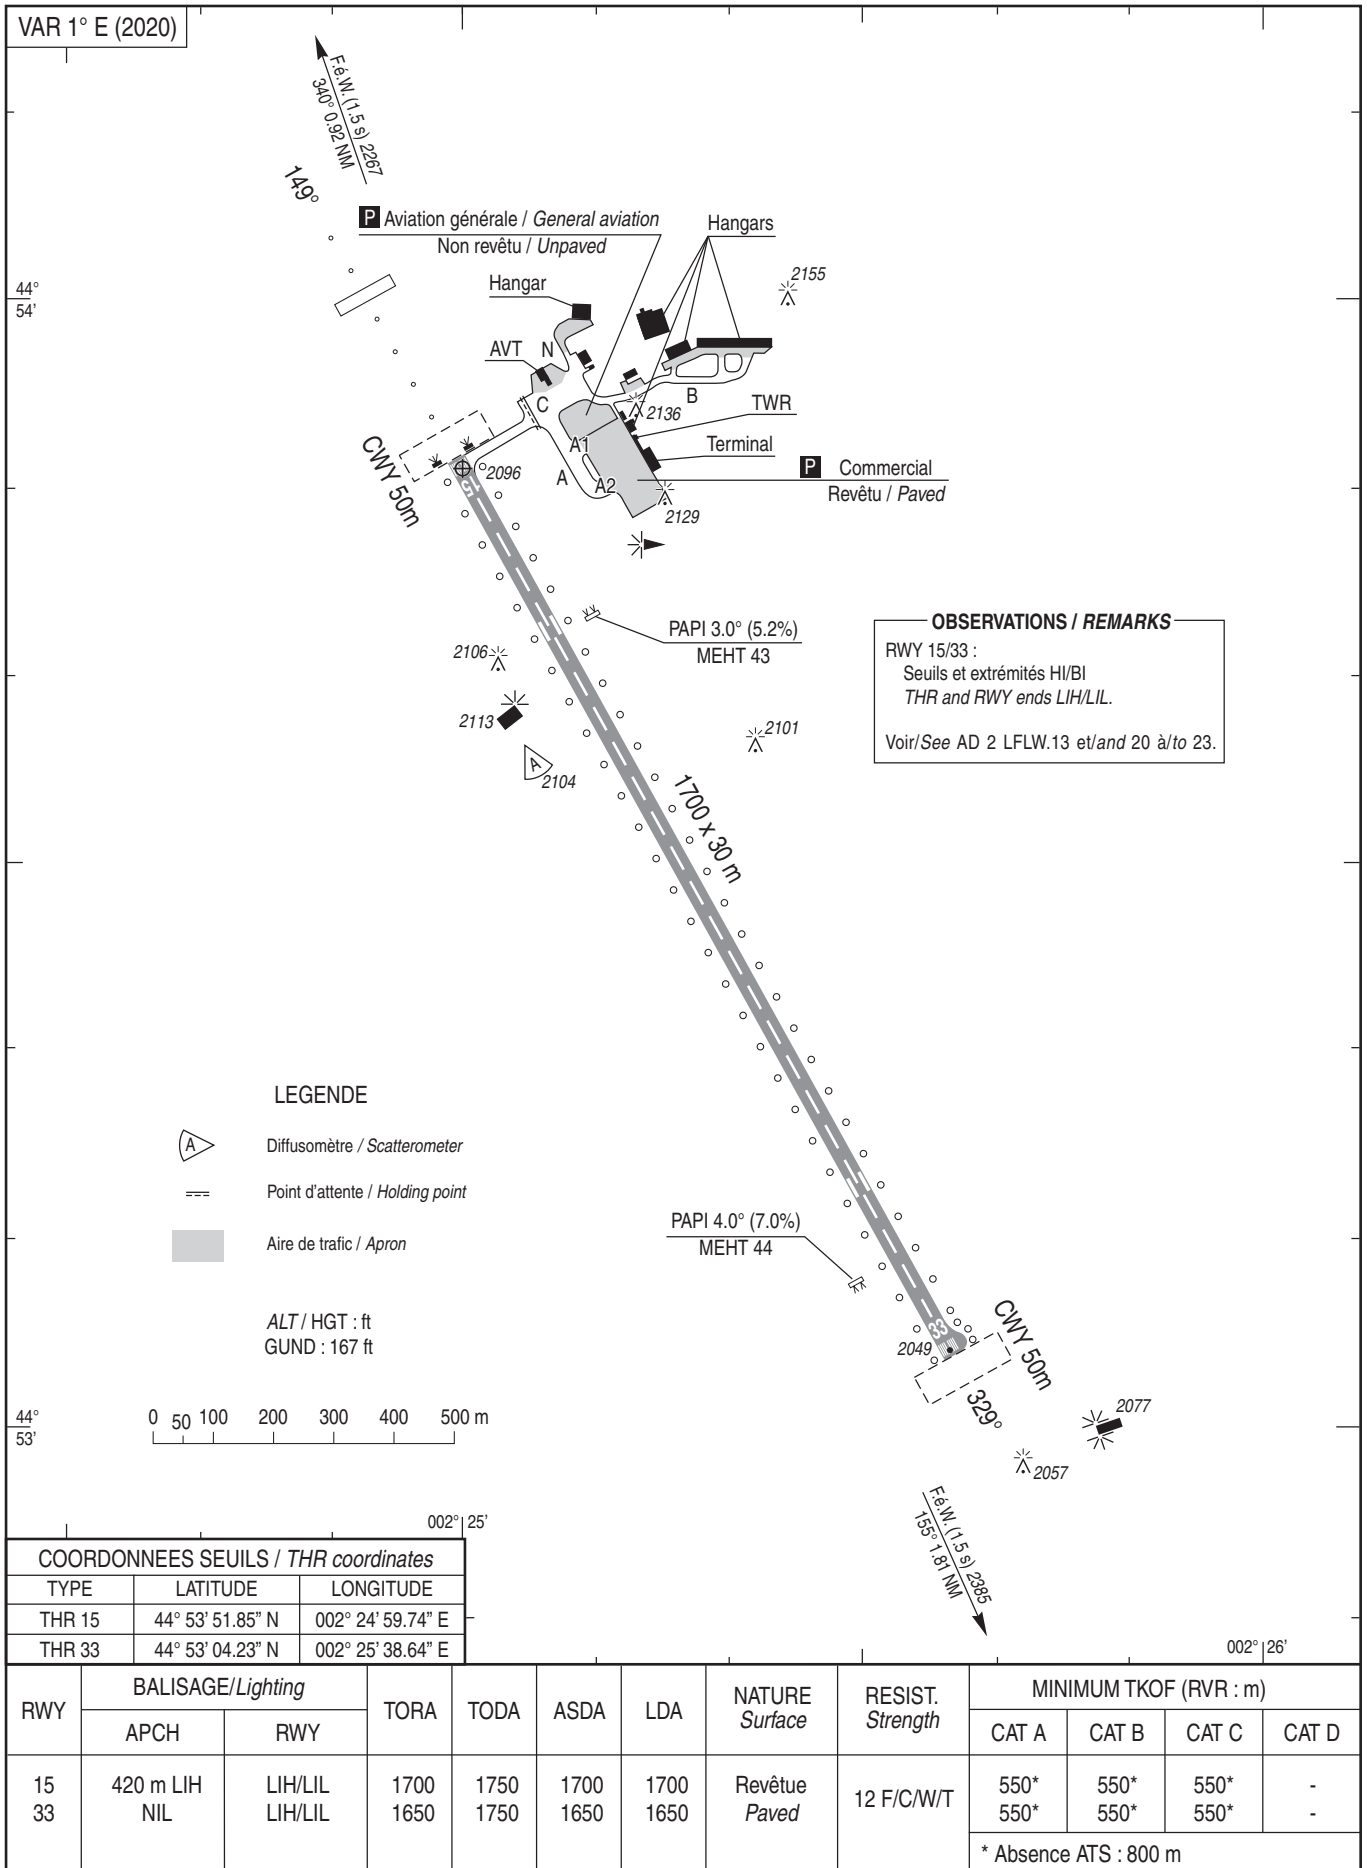 VAR 1° E (2020)
F.é.W. (1.5 s) 2267
340° 0.92 NM
149°
P Aviation générale / General aviation
Non revêtu / Unpaved
Hangars
Hangar
2155
44°
54'
AVT
N
C
B
2136
TWR
A1
Terminal
A
A2
P Commercial
Revêtu / Paved
CWY 50m
2096
15
2129
PAPI 3.0° (5.2%)
MEHT 43
OBSERVATIONS / REMARKS
RWY 15/33 :
Seuils et extrémités HI/BI
THR and RWY ends LIH/LIL.
Voir/See AD 2 LFLW.13 et/and 20 à/to 23.
2106
2113
2101
A
2104
1700 x 30 m
LEGENDE
A Diffusomètre / Scatterometer
Point d'attente / Holding point
Aire de trafic / Apron
ALT / HGT : ft
GUND : 167 ft
PAPI 4.0° (7.0%)
MEHT 44
33
2049
CWY 50m
329°
2077
2057
0 50 100 200 300 400 500 m
44°
53'
F.é.W. (1.5 s) 2385
155° 1.81 NM
002° 25'
002° 26'
COORDONNEES SEUILS / THR coordinates
TYPE LATITUDE LONGITUDE
THR 15 44° 53' 51.85” N 002° 24' 59.74” E
THR 33 44° 53' 04.23” N 002° 25' 38.64” E
RWY BALISAGE/Lighting TORA TODA ASDA LDA NATURE RESIST. MINIMUM TKOF (RVR : m)
Surface Strength
APCH RWY CAT A CAT B CAT C CAT D
15 420 m LIH LIH/LIL 1700 1750 1700 1700 Revêtue 12 F/C/W/T 550* 550* 550* -
33 NIL LIH/LIL 1650 1750 1650 1650 Paved 550* 550* 550* -
* Absence ATS : 800 m